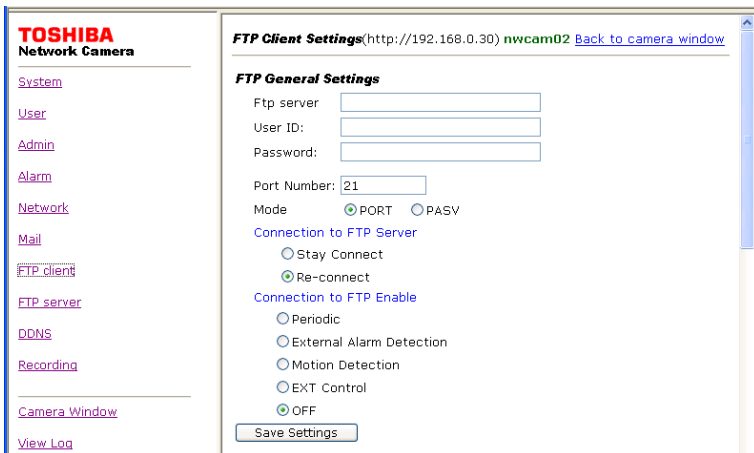 TOSHIBA
Network Camera
System
User
Admin
Alarm
Network
Mail
FTP client
FTP server
DDNS
Recording
Camera Window
View Log
FTP Client Settings(http://192.168.0.30) nwcam02 Back to camera window
FTP General Settings
Ftp server
User ID:
Password:
Port Number: 21
Mode PORT PASV
Connection to FTP Server
Stay Connect
Re-connect
Connection to FTP Enable
Periodic
External Alarm Detection
Motion Detection
EXT Control
OFF
Save Settings